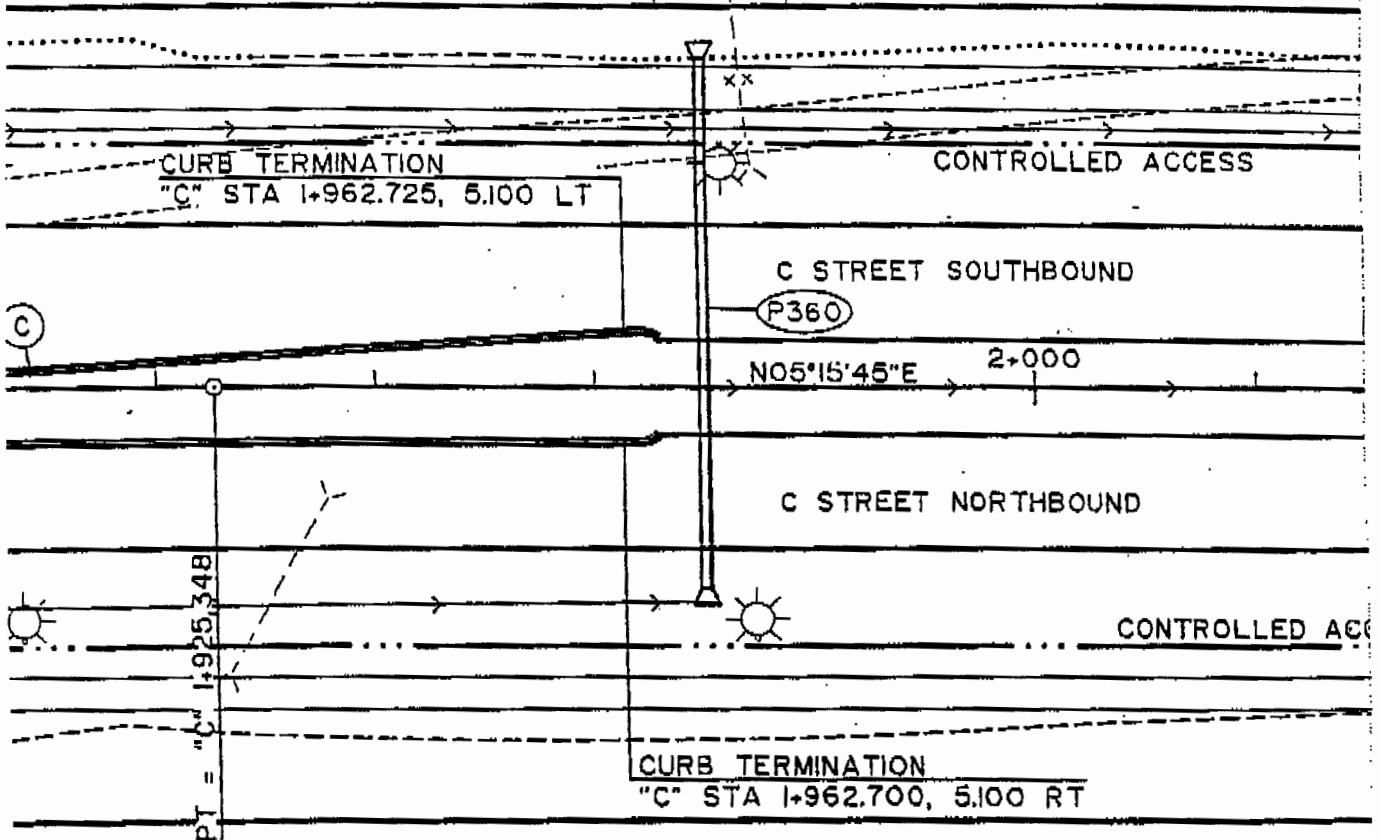 CURB TERMINATION
"C" STA 1+962.725, 5.100 LT
CONTROLLED ACCESS
C STREET SOUTHBOUND
C
P360
N05°15'45"E
2+000
C STREET NORTHBOUND
PT = "C" 1+925.348
CONTROLLED ACC
CURB TERMINATION
"C" STA 1+962.700, 5.100 RT